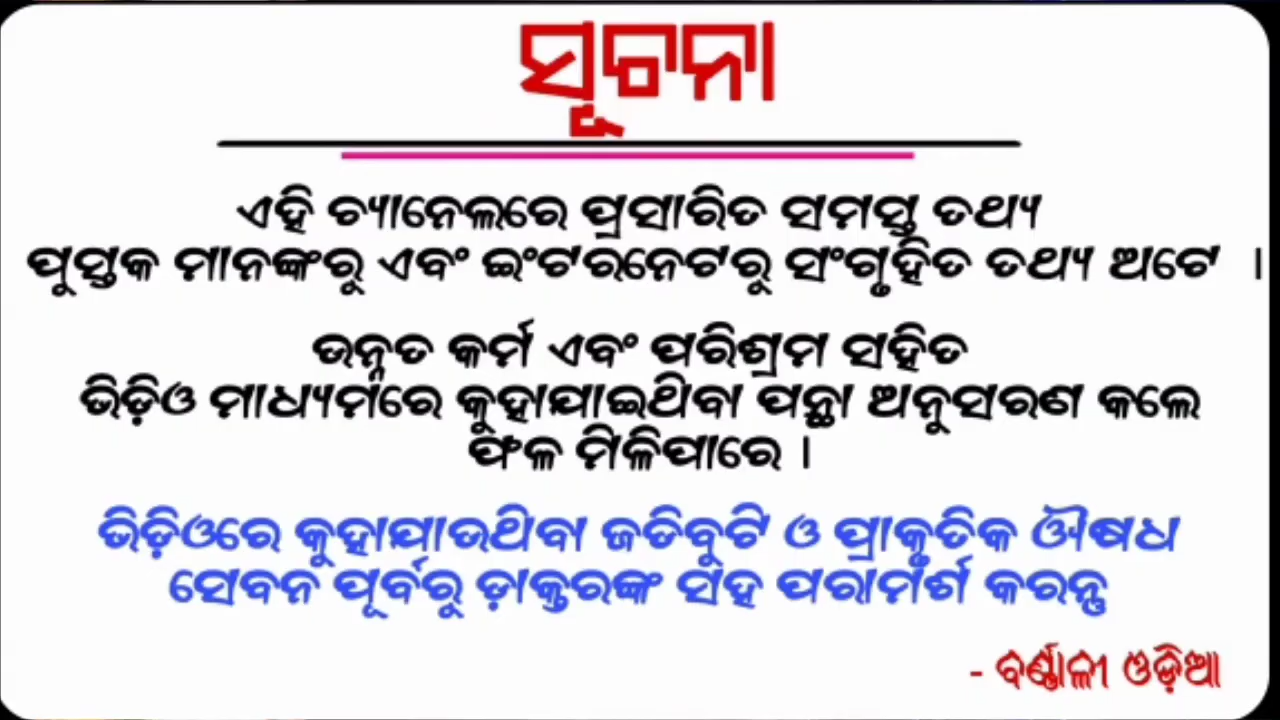 ସୂଚନା
ଏହି ଚ୍ୟାନେଲରେ ପ୍ରସାରିତ ସମସ୍ତ ତଥ୍ୟ
ପୁସ୍ତକ ମାନଙ୍କରୁ ଏବଂ ଇଂଟରନେଟରୁ ସଂଗୃହିତ ତଥ୍ୟ ଅଟେ ।
ଉନ୍ନତ କର୍ମ ଏବଂ ପରିଶ୍ରମ ସହିତ
ଭିଡ଼ିଓ ମାଧ୍ୟମରେ କୁହାଯାଇଥିବା ପନ୍ଥା ଅନୁସରଣ କଲେ
ଫଳ ମିଳିପାରେ ।
ଭିଡ଼ିଓରେ କୁହାଯାଉଥିବା ଜଡିବୁଟି ଓ ପ୍ରାକୃତିକ ଔଷଧ
ସେବନ ପୂର୍ବରୁ ଡ଼ାକ୍ତରଙ୍କ ସହ ପରାମର୍ଶ କରନ୍ତୁ
- ବର୍ଣ୍ଣାଳୀ ଓଡ଼ିଆ